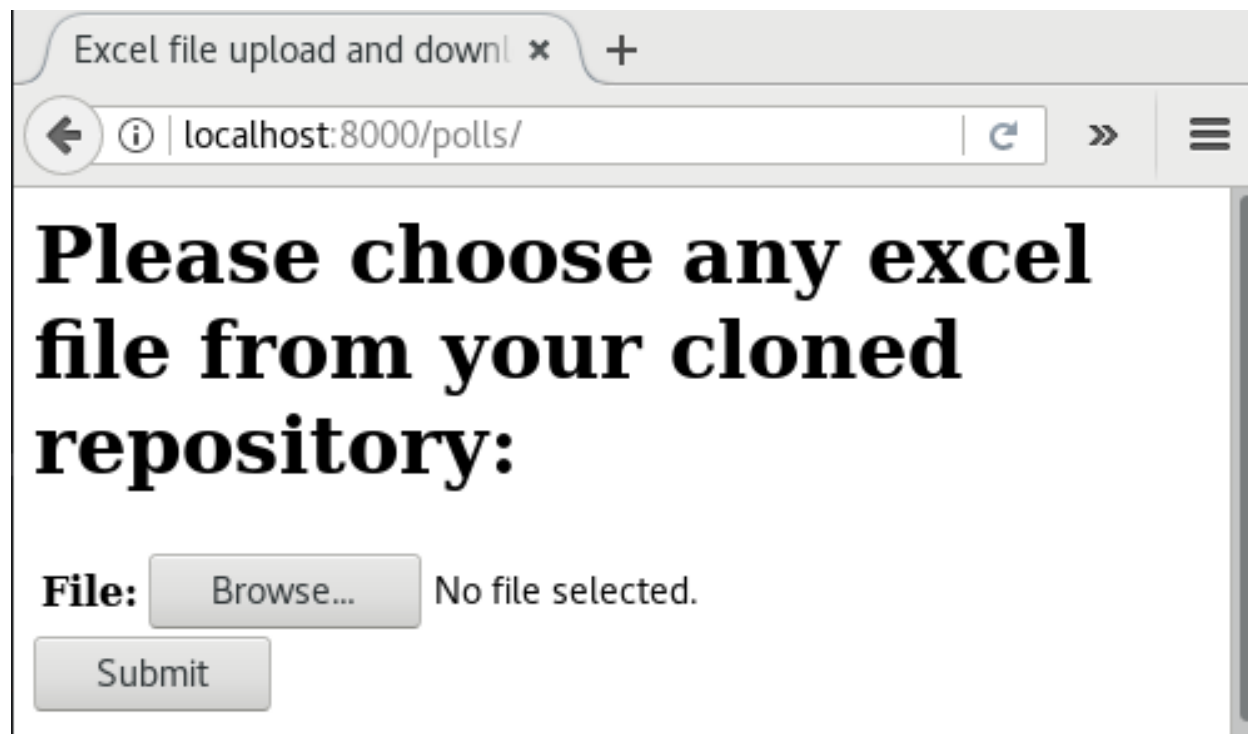 Excel file upload and downl
localhost:8000/polls/
Please choose any excel
file from your cloned
repository:
File: Browse... No file selected.
Submit